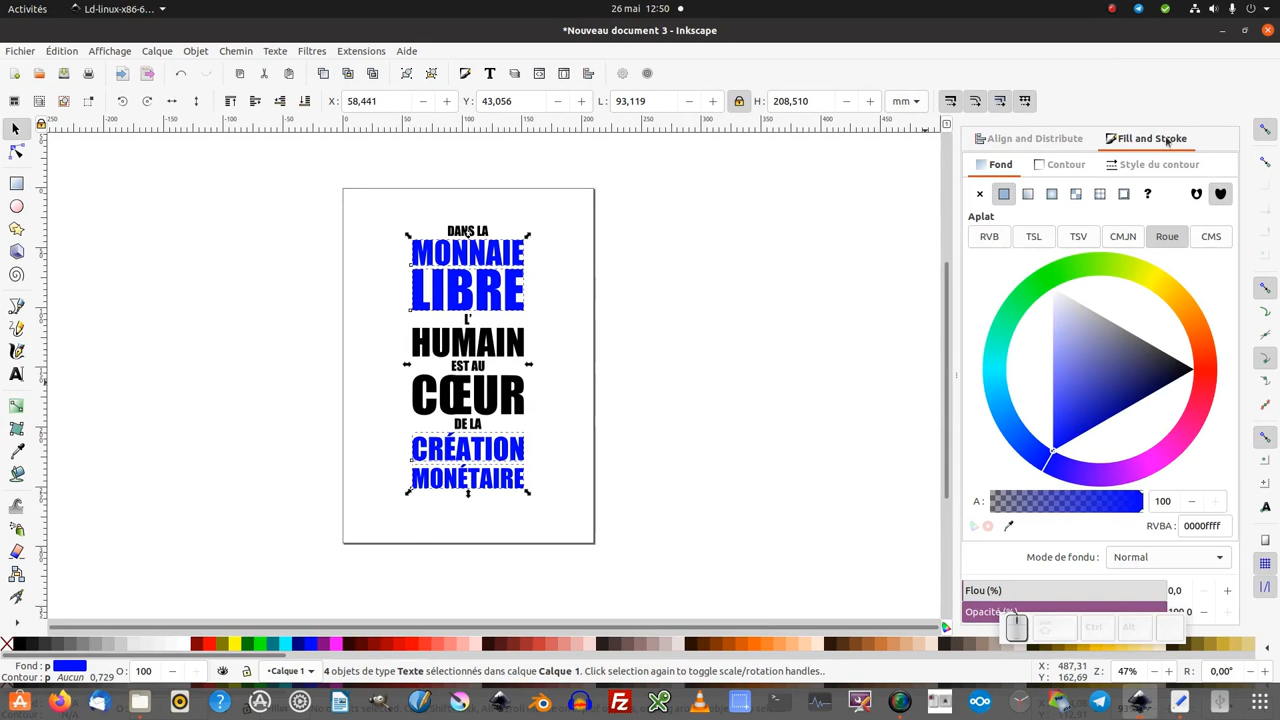 Activités
Ld-linux-x86-6...
26 mai 12:50
*Nouveau document 3 - Inkscape
Fichier Édition Affichage Calque Objet Chemin Texte Filtres Extensions Aide
X : 58,441 Y : 43,056 L : 93,119 H : 208,510 mm
Align and Distribute Fill and Stroke
Fond Contour Style du contour
Aplat
RVB TSL TSV CMJN Roue CMS
A : 100
RVBA : 0000ffff
Mode de fondu : Normal
Flou (%) 0,0
Opacité (%) 100,0
Ctrl Alt
DANS LA
MONNAIE
LIBRE
L'
HUMAIN
EST AU
CŒUR
DE LA
CRÉATION
MONÉTAIRE
Fond : p
Contour : p Aucun 0,729
O : 100
Calque 1
4 objets de type Texte sélectionnés dans calque Calque 1. Click selection again to toggle scale/rotation handles..
X : 487,31
Y : 162,69
Z : 47%
R : 0,00°